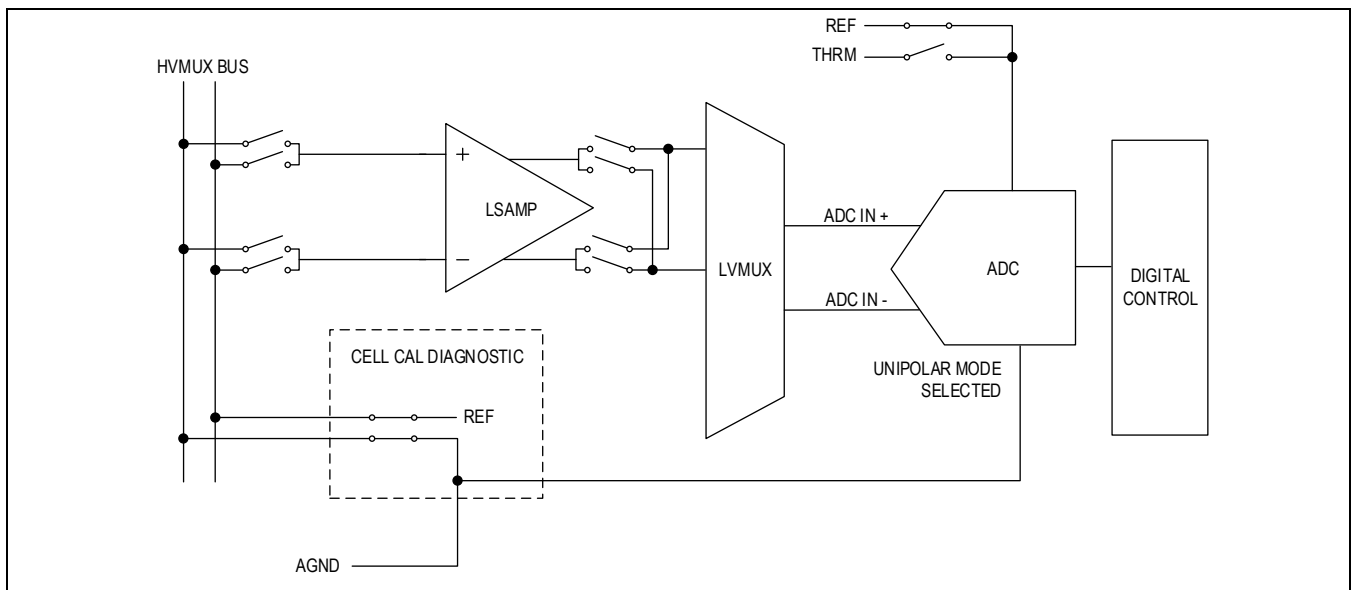 REF
THRM
HVMUX BUS
+
LSAMP
−
LVMUX
ADC IN +
ADC IN -
ADC
DIGITAL
CONTROL
UNIPOLAR MODE
SELECTED
CELL CAL DIAGNOSTIC
REF
AGND